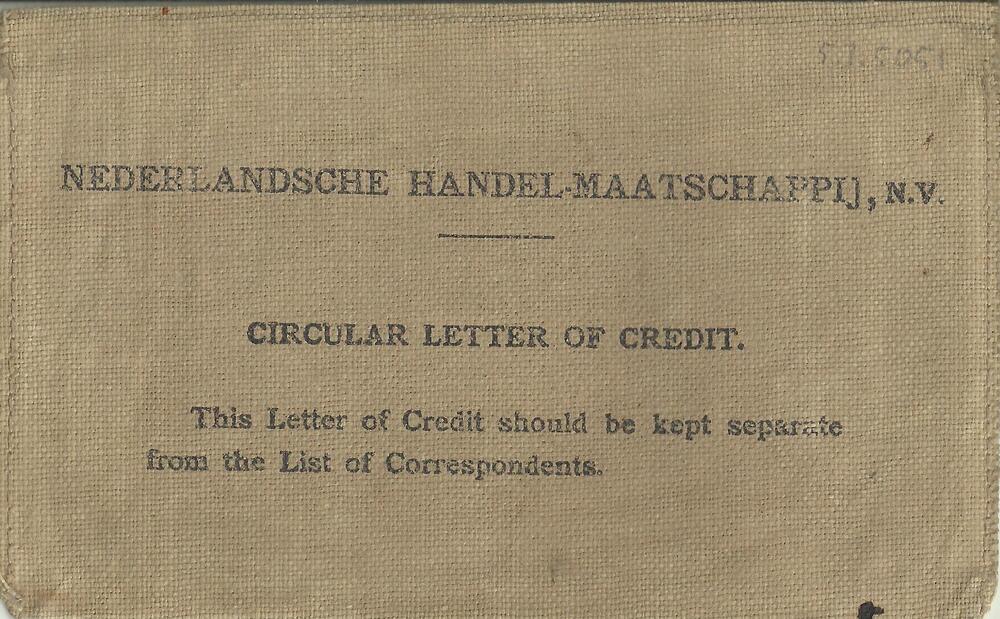 NEDERLANDSCHE HANDEL-MAATSCHAPPIJ, N.V.
CIRCULAR LETTER OF CREDIT.
This Letter of Credit should be kept separate
from the List of Correspondents.